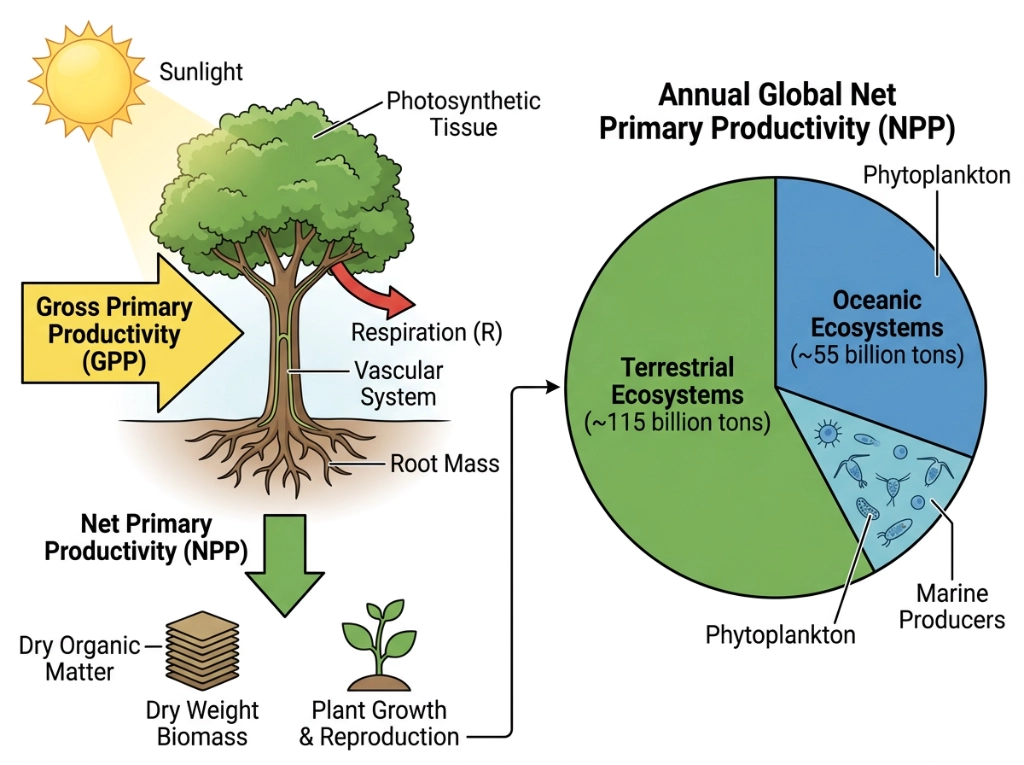 Sunlight
Photosynthetic
Tissue
Gross Primary
Productivity
(GPP)
Respiration (R)
Vascular
System
Root Mass
Net Primary
Productivity (NPP)
Dry Organic
Matter
Dry Weight
Biomass
Plant Growth
& Reproduction
Annual Global Net
Primary Productivity (NPP)
Phytoplankton
Oceanic
Ecosystems
(~55 billion tons)
Terrestrial
Ecosystems
(~115 billion tons)
Marine
Producers
Phytoplankton